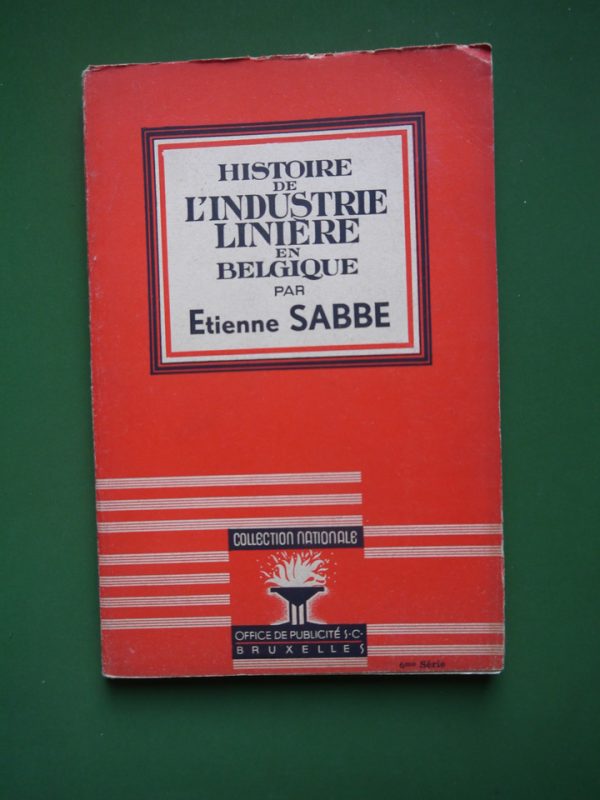 HISTOIRE
DE
L'INDUSTRIE
LINIÈRE
EN
BELGIQUE
PAR
Etienne SABBE
COLLECTION NATIONALE
OFFICE DE PUBLICITÉ S·C·
BRUXELLES
6me Série